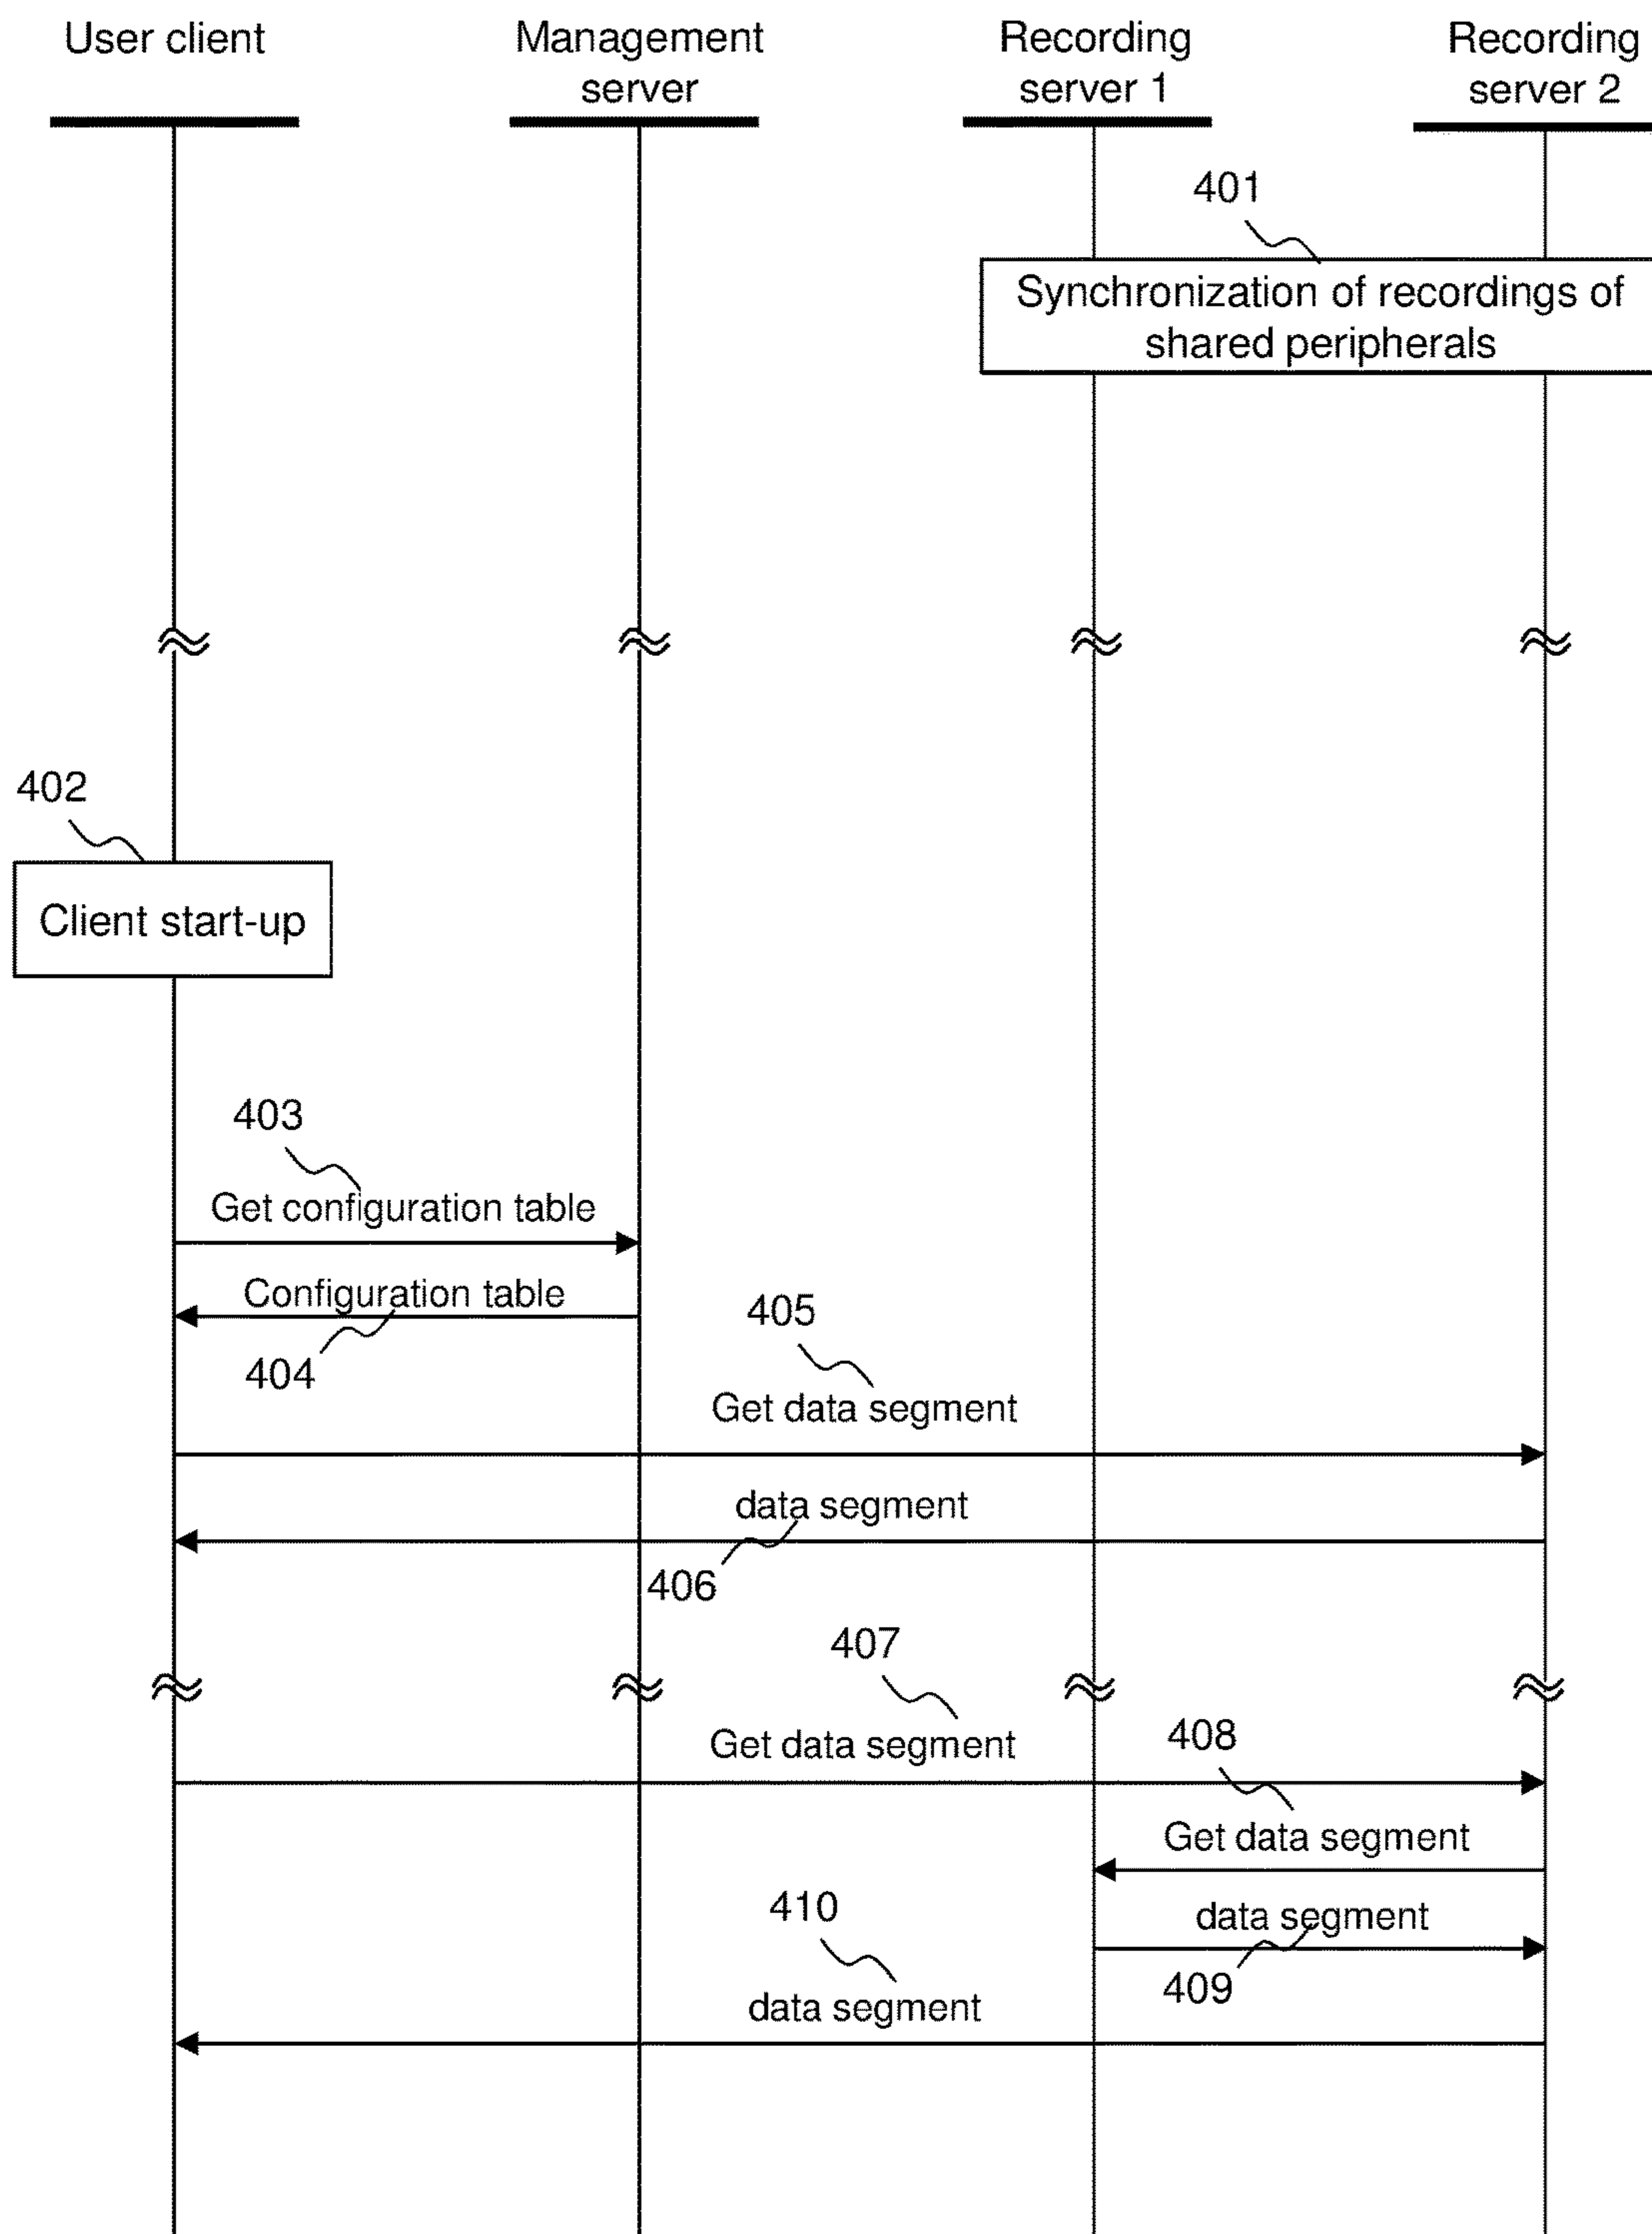 User client
Management
server
Recording
server 1
Recording
server 2
401
Synchronization of recordings of
shared peripherals
402
Client start-up
403
Get configuration table
Configuration table
404
405
Get data segment
data segment
406
407
Get data segment
408
Get data segment
data segment
409
410
data segment